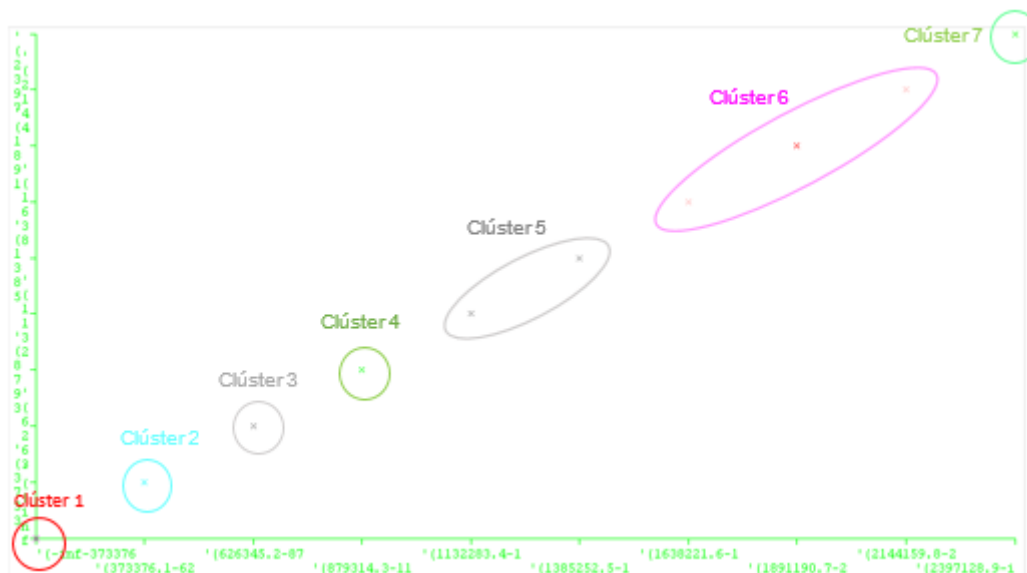 Clúster 7
Clúster 6
Clúster 5
Clúster 4
Clúster 3
Clúster 2
Clúster 1
'(-inf-373376
'(626345.2-87
'(1132283.4-1
'(1638221.6-1
'(2144159.8-2
'(373376.1-62
'(879314.3-11
'(1385252.5-1
'(1891190.7-2
'(2397128.9-1